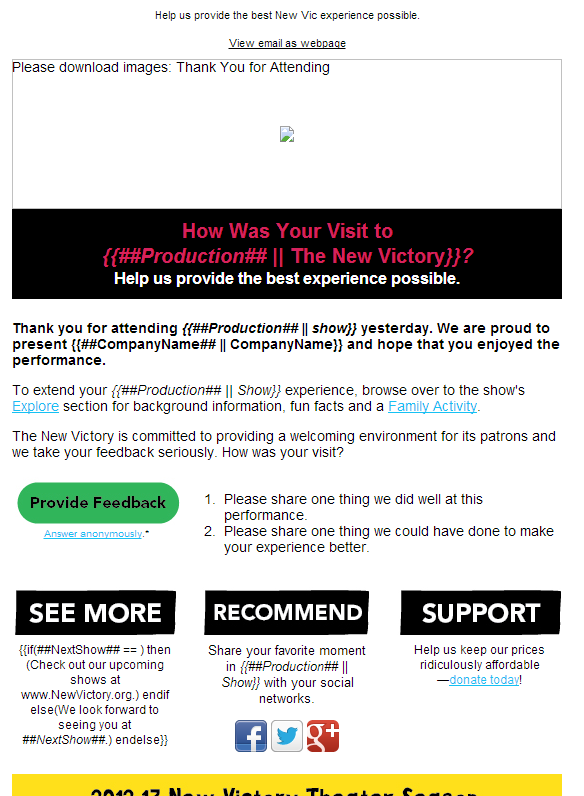 Help us provide the best New Vic experience possible.
View email as webpage
Please download images: Thank You for Attending
How Was Your Visit to
{{##Production## || The New Victory}}?
Help us provide the best experience possible.
Thank you for attending {{##Production## || show}} yesterday. We are proud to
present {{##CompanyName## || CompanyName}} and hope that you enjoyed the
performance.
To extend your {{##Production## || Show}} experience, browse over to the show's
Explore section for background information, fun facts and a Family Activity.
The New Victory is committed to providing a welcoming environment for its patrons and
we take your feedback seriously. How was your visit?
Provide Feedback
Answer anonymously.*
1. Please share one thing we did well at this
performance.
2. Please share one thing we could have done to make
your experience better.
SEE MORE
{{if(##NextShow## == ) then
(Check out our upcoming
shows at
www.NewVictory.org.) endif
else(We look forward to
seeing you at
##NextShow##.) endelse}}
RECOMMEND
Share your favorite moment
in {{##Production## ||
Show}} with your social
networks.
SUPPORT
Help us keep our prices
ridiculously affordable
—donate today!
New Victory Theater Season